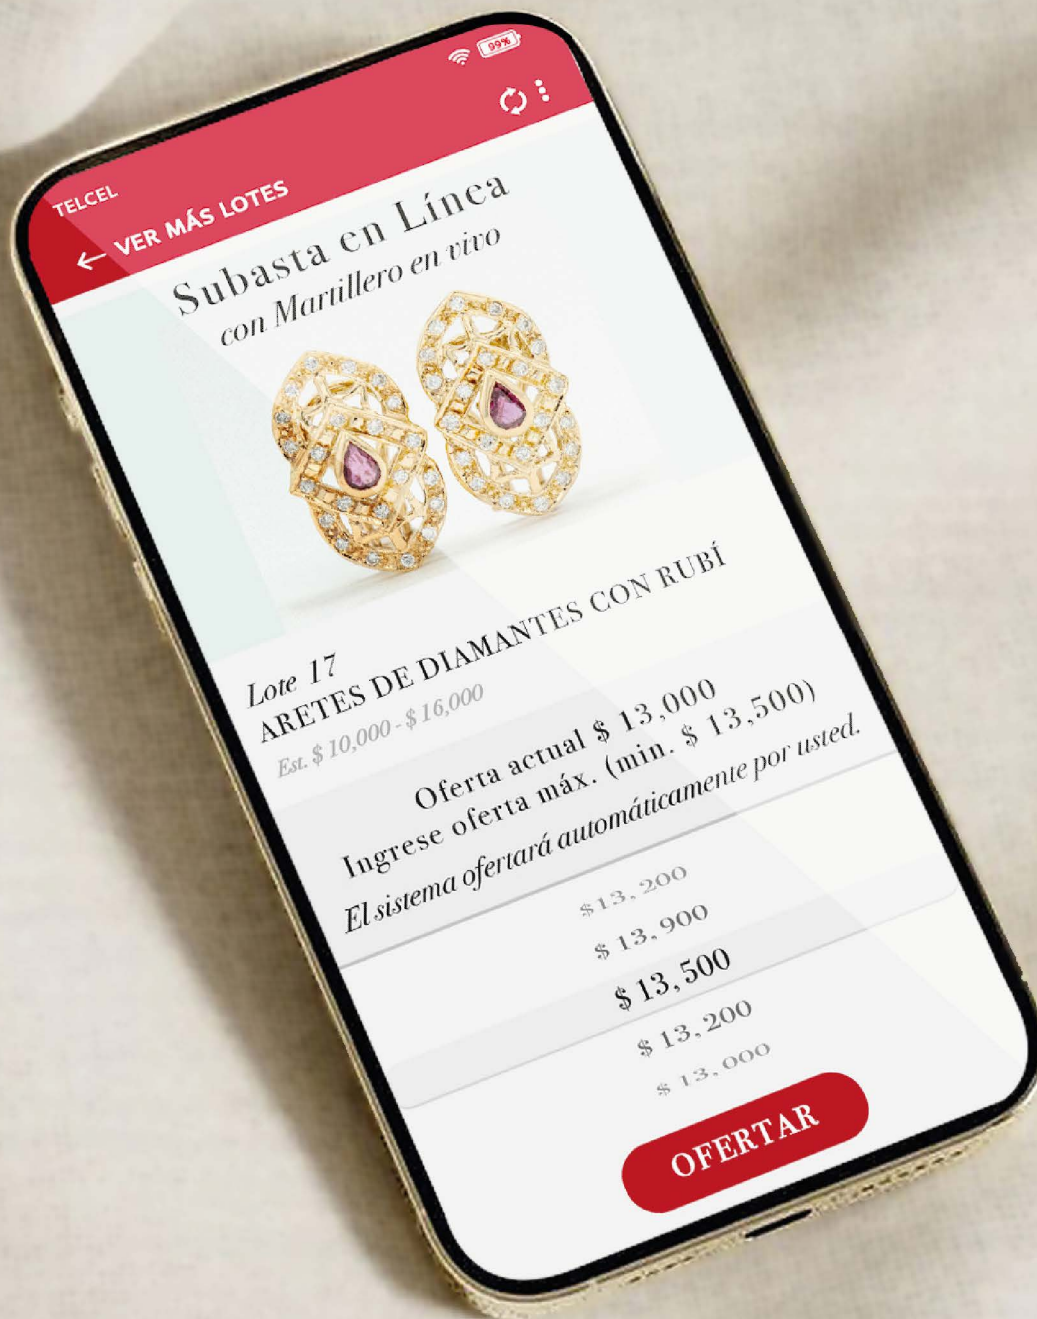 99%
TELCEL
← VER MÁS LOTES
Subasta en Línea
con Martillero en vivo
Lote 17
ARETES DE DIAMANTES CON RUBÍ
Est. $ 10,000 - $ 16,000
Oferta actual $ 13,000
Ingrese oferta máx. (min. $ 13,500)
El sistema ofertará automáticamente por usted.
$13,200
$ 13,900
$ 13,500
$ 13,200
$ 13,000
OFERTAR